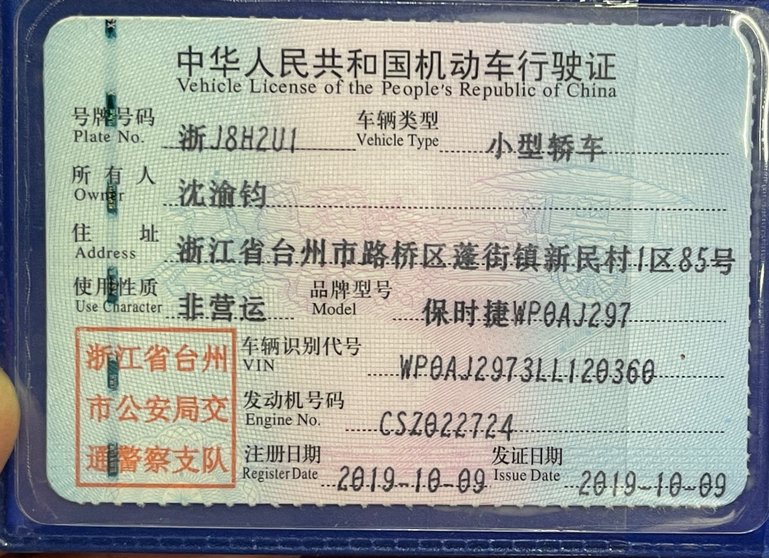 中华人民共和国机动车行驶证
Vehicle License of the People's Republic of China
号牌号码 浙J8H2U1 车辆类型 小型轿车
Plate No. Vehicle Type
所有人 沈渝钧
Owner
住址 浙江省台州市路桥区蓬街镇新民村1区85号
Address
使用性质 非营运 品牌型号 保时捷WP0AJ297
Use Character Model
浙江省台州
市公安局交
通警察支队
车辆识别代号 WP0AJ2973LL120360
VIN
发动机号码 CSZ022724
Engine No.
注册日期 2019-10-09 发证日期 2019-10-09
Register Date Issue Date